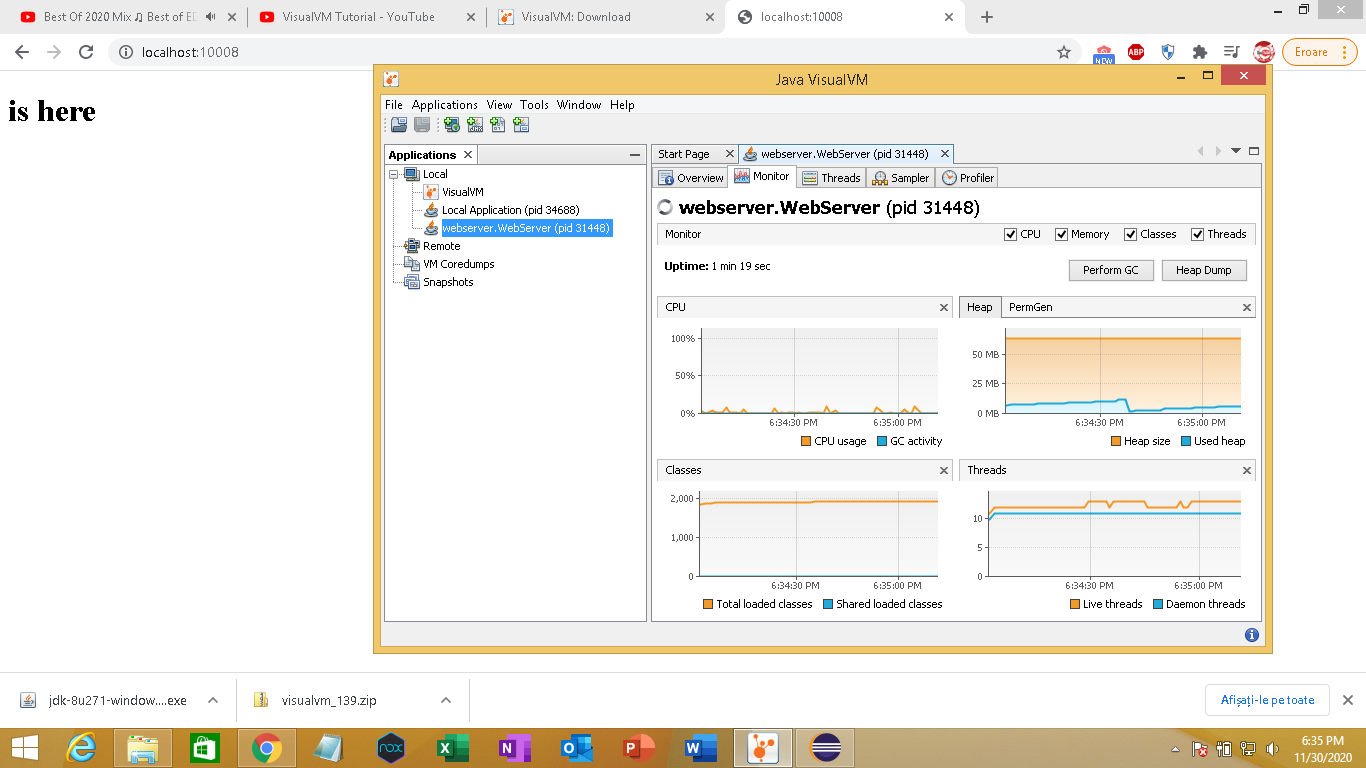 Best Of 2020 Mix ♫ Best of ED
VisualVM Tutorial - YouTube
VisualVM: Download
localhost:10008
localhost:10008
ABP
NEW
Eroare
is here
Java VisualVM
File Applications View Tools Window Help
Applications
Local
VisualVM
Local Application (pid 34688)
webserver.WebServer (pid 31448)
Remote
VM Coredumps
Snapshots
Start Page
webserver.WebServer (pid 31448)
Overview
Monitor
Threads
Sampler
Profiler
webserver.WebServer (pid 31448)
Monitor
CPU
Memory
Classes
Threads
Uptime: 1 min 19 sec
Perform GC
Heap Dump
CPU
100%
50%
0%
6:34:30 PM
6:35:00 PM
CPU usage
GC activity
Heap
PermGen
50 MB
25 MB
0 MB
6:34:30 PM
6:35:00 PM
Heap size
Used heap
Classes
2,000
1,000
0
6:34:30 PM
6:35:00 PM
Total loaded classes
Shared loaded classes
Threads
10
5
0
6:34:30 PM
6:35:00 PM
Live threads
Daemon threads
jdk-8u271-window....exe
visualvm_139.zip
Afișați-le pe toate
nox
6:35 PM
11/30/2020